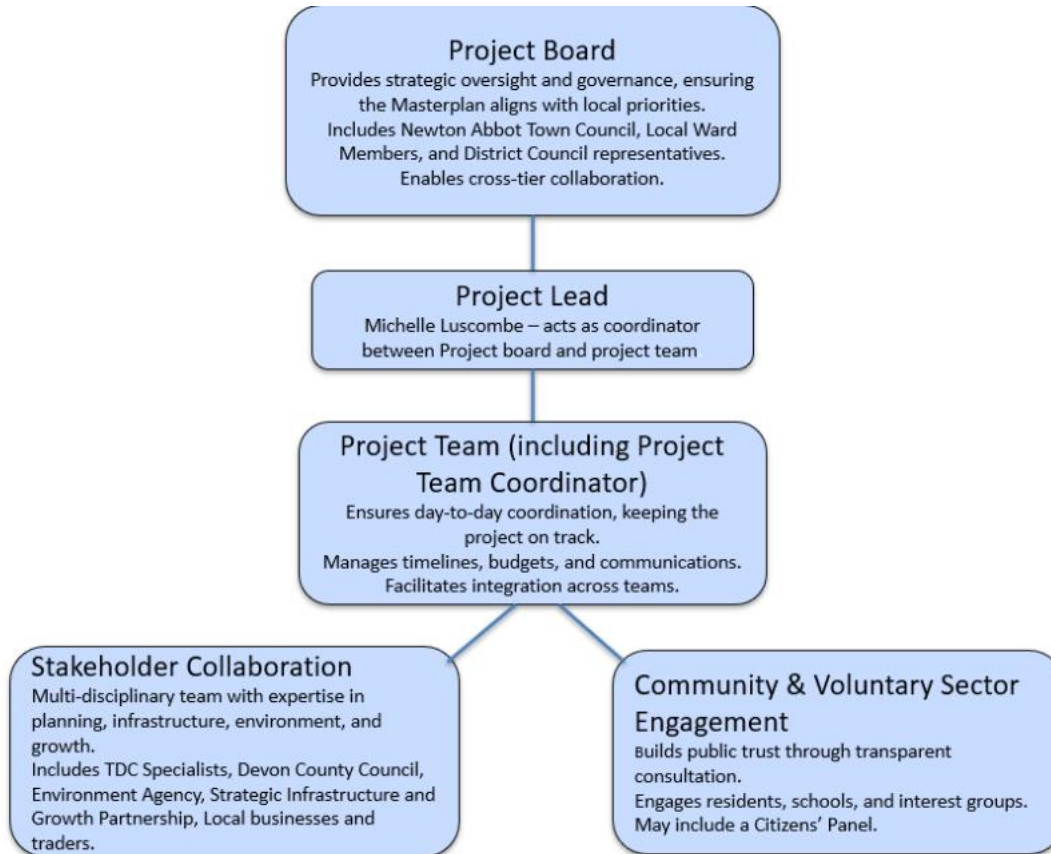 Project Board
Provides strategic oversight and governance, ensuring
the Masterplan aligns with local priorities.
Includes Newton Abbot Town Council, Local Ward
Members, and District Council representatives.
Enables cross-tier collaboration.
Project Lead
Michelle Luscombe – acts as coordinator
between Project board and project team
Project Team (including Project
Team Coordinator)
Ensures day-to-day coordination, keeping the
project on track.
Manages timelines, budgets, and communications.
Facilitates integration across teams.
Stakeholder Collaboration
Multi-disciplinary team with expertise in
planning, infrastructure, environment, and
growth.
Includes TDC Specialists, Devon County Council,
Environment Agency, Strategic Infrastructure and
Growth Partnership, Local businesses and
traders.
Community & Voluntary Sector
Engagement
Builds public trust through transparent
consultation.
Engages residents, schools, and interest groups.
May include a Citizens’ Panel.